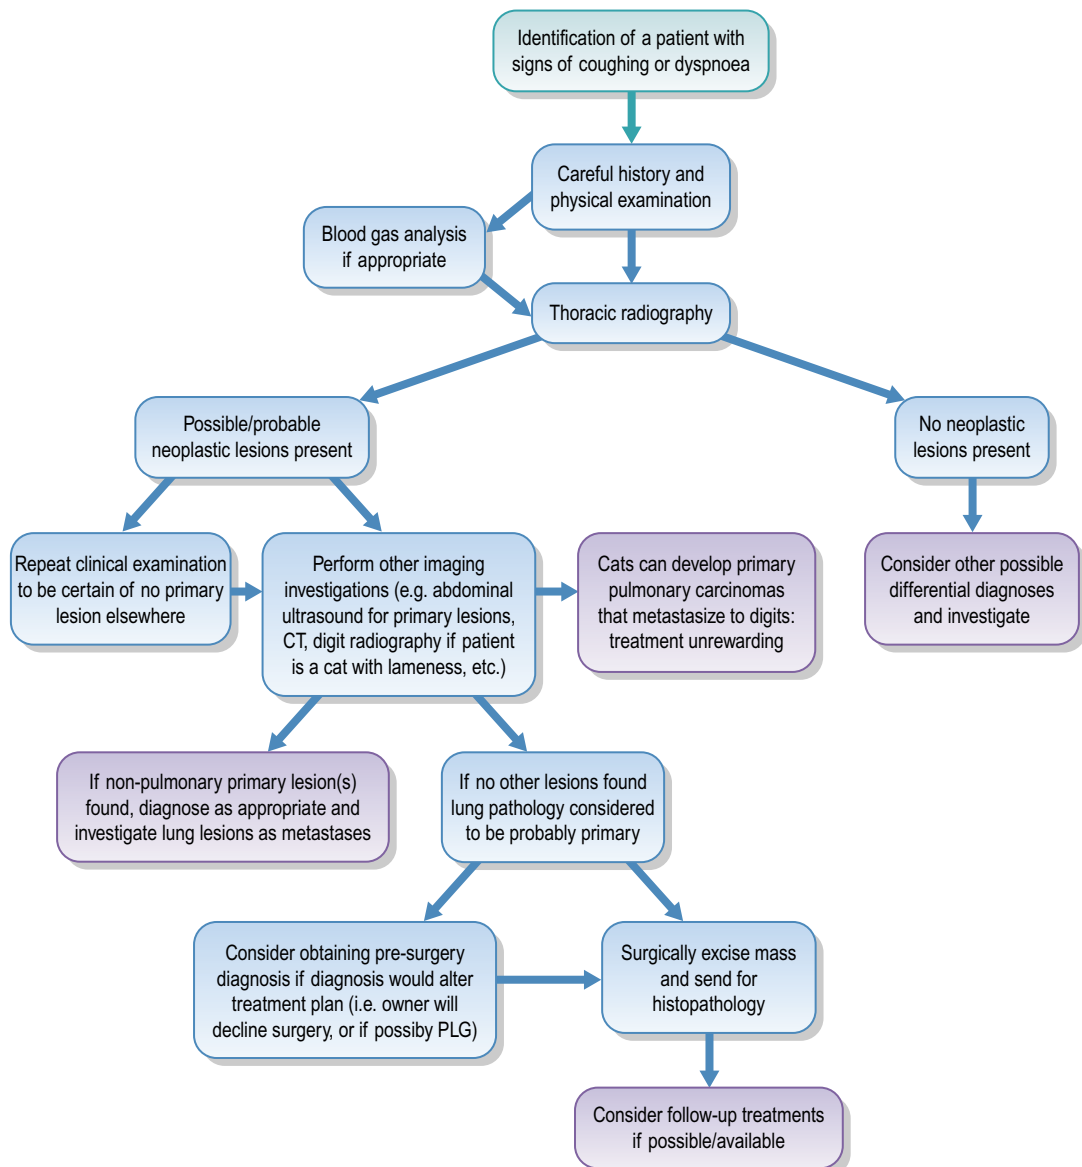 Identification of a patient with
signs of coughing or dyspnoea
Careful history and
physical examination
Blood gas analysis
if appropriate
Thoracic radiography
Possible/probable
neoplastic lesions present
No neoplastic
lesions present
Repeat clinical examination
to be certain of no primary
lesion elsewhere
Perform other imaging
investigations (e.g. abdominal
ultrasound for primary lesions,
CT, digit radiography if patient
is a cat with lameness, etc.)
Cats can develop primary
pulmonary carcinomas
that metastasize to digits:
treatment unrewarding
Consider other possible
differential diagnoses
and investigate
If non-pulmonary primary lesion(s)
found, diagnose as appropriate and
investigate lung lesions as metastases
If no other lesions found
lung pathology considered
to be probably primary
Consider obtaining pre-surgery
diagnosis if diagnosis would alter
treatment plan (i.e. owner will
decline surgery, or if possiby PLG)
Surgically excise mass
and send for
histopathology
Consider follow-up treatments
if possible/available